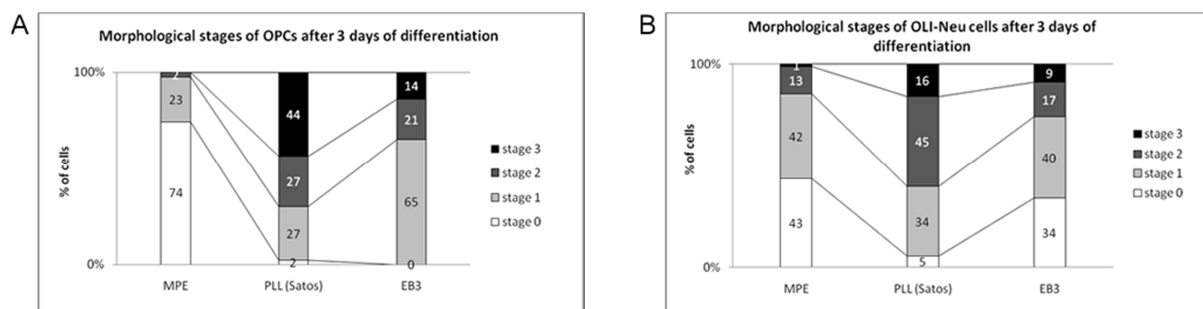 A
Morphological stages of OPCs after 3 days of differentiation
100%
0%
% of cells
2
23
74
44
27
27
2
14
21
65
0
MPE
PLL (Satos)
EB3
stage 3
stage 2
stage 1
stage 0
B
Morphological stages of OLI-Neu cells after 3 days of
differentiation
100%
0%
% of cells
1
13
42
43
16
45
34
5
9
17
40
34
MPE
PLL (Satos)
EB3
stage 3
stage 2
stage 1
stage 0